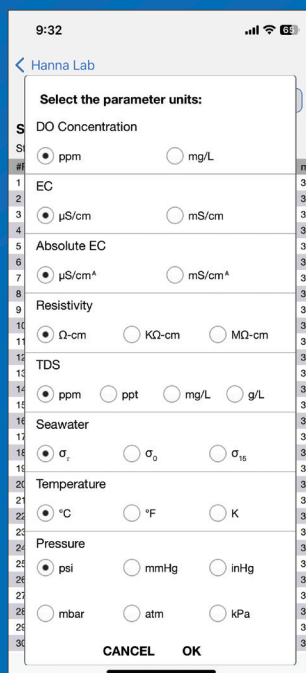 9:32
65
Hanna Lab
Select the parameter units:
DO Concentration
ppm mg/L
EC
µS/cm mS/cm
Absolute EC
µS/cmᴬ mS/cmᴬ
Resistivity
Ω-cm KΩ-cm MΩ-cm
TDS
ppm ppt mg/L g/L
Seawater
σₜ σ₀ σ₁₅
Temperature
°C °F K
Pressure
psi mmHg inHg
mbar atm kPa
CANCEL OK